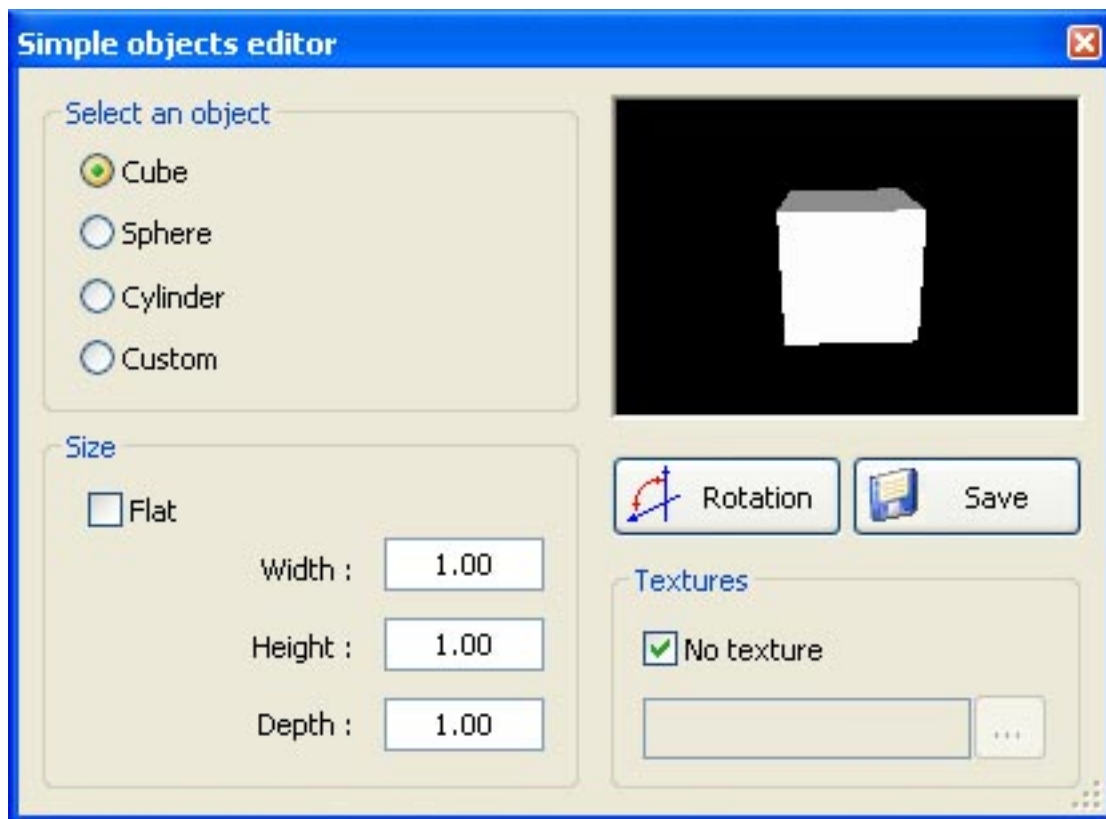 Simple objects editor
Select an object
Cube
Sphere
Cylinder
Custom
Size
Flat
Width : 1.00
Height : 1.00
Depth : 1.00
Rotation
Save
Textures
No texture
...